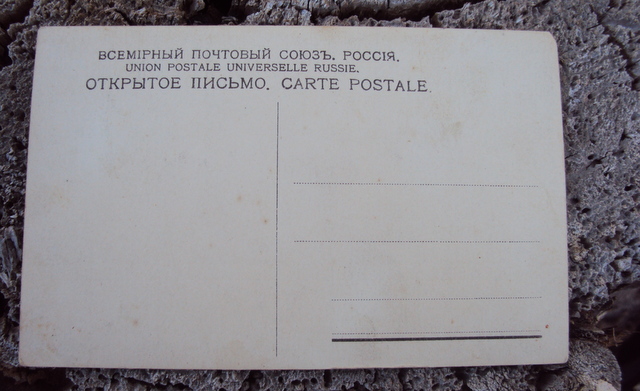 ВСЕМІРНЫЙ ПОЧТОВЫЙ СОЮЗЪ. РОССІЯ.
UNION POSTALE UNIVERSELLE RUSSIE.
ОТКРЫТОЕ ПИСЬМО. CARTE POSTALE.